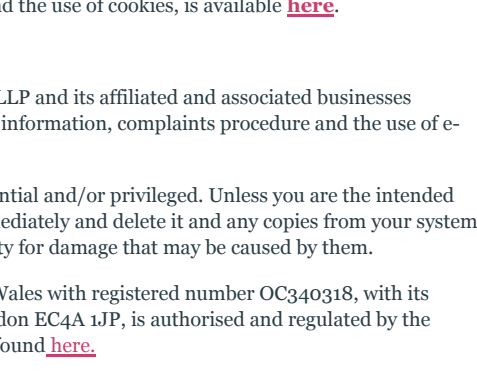 d the use of cookies, is available here.
LLP and its affiliated and associated businesses
information, complaints procedure and the use of e-
ntial and/or privileged. Unless you are the intended
ediately and delete it and any copies from your system
ty for damage that may be caused by them.
Wales with registered number OC340318, with its
don EC4A 1JP, is authorised and regulated by the
found here.